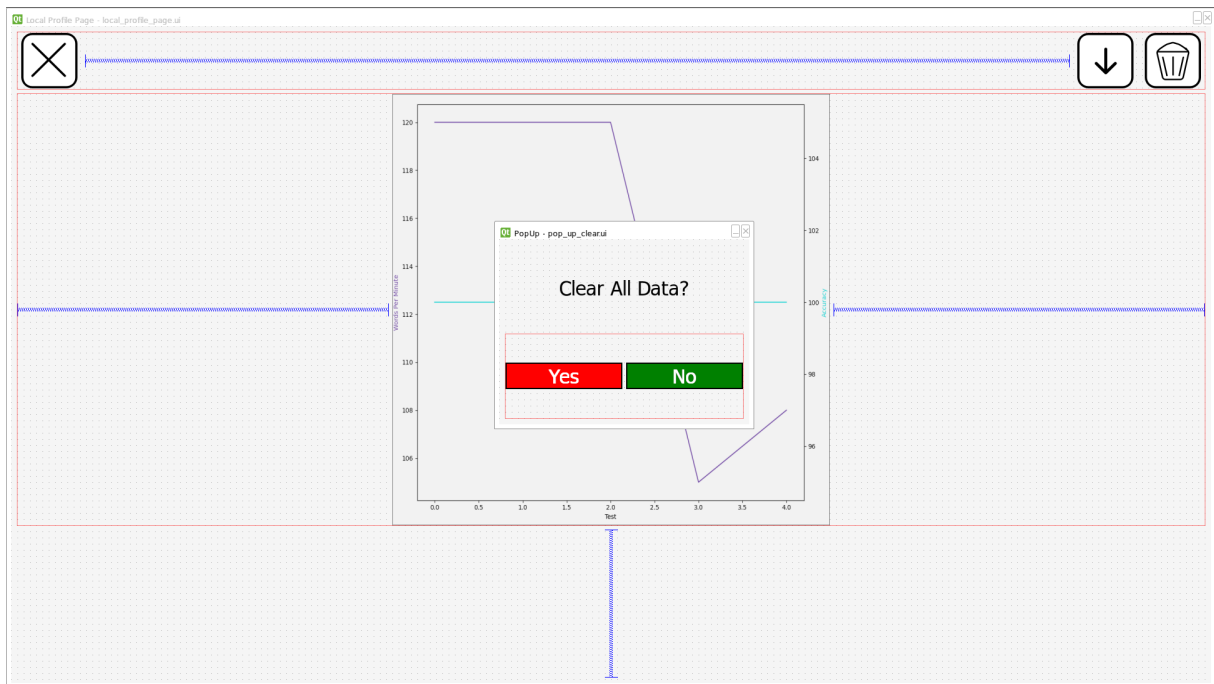 Local Profile Page - local_profile_page.ui
120
118
116
114
112
110
108
106
Words Per Minute
104
102
100
98
96
Accuracy
0.0 0.5 1.0 1.5 2.0 2.5 3.0 3.5 4.0
Test
PopUp - pop_up_clear.ui
Clear All Data?
Yes No